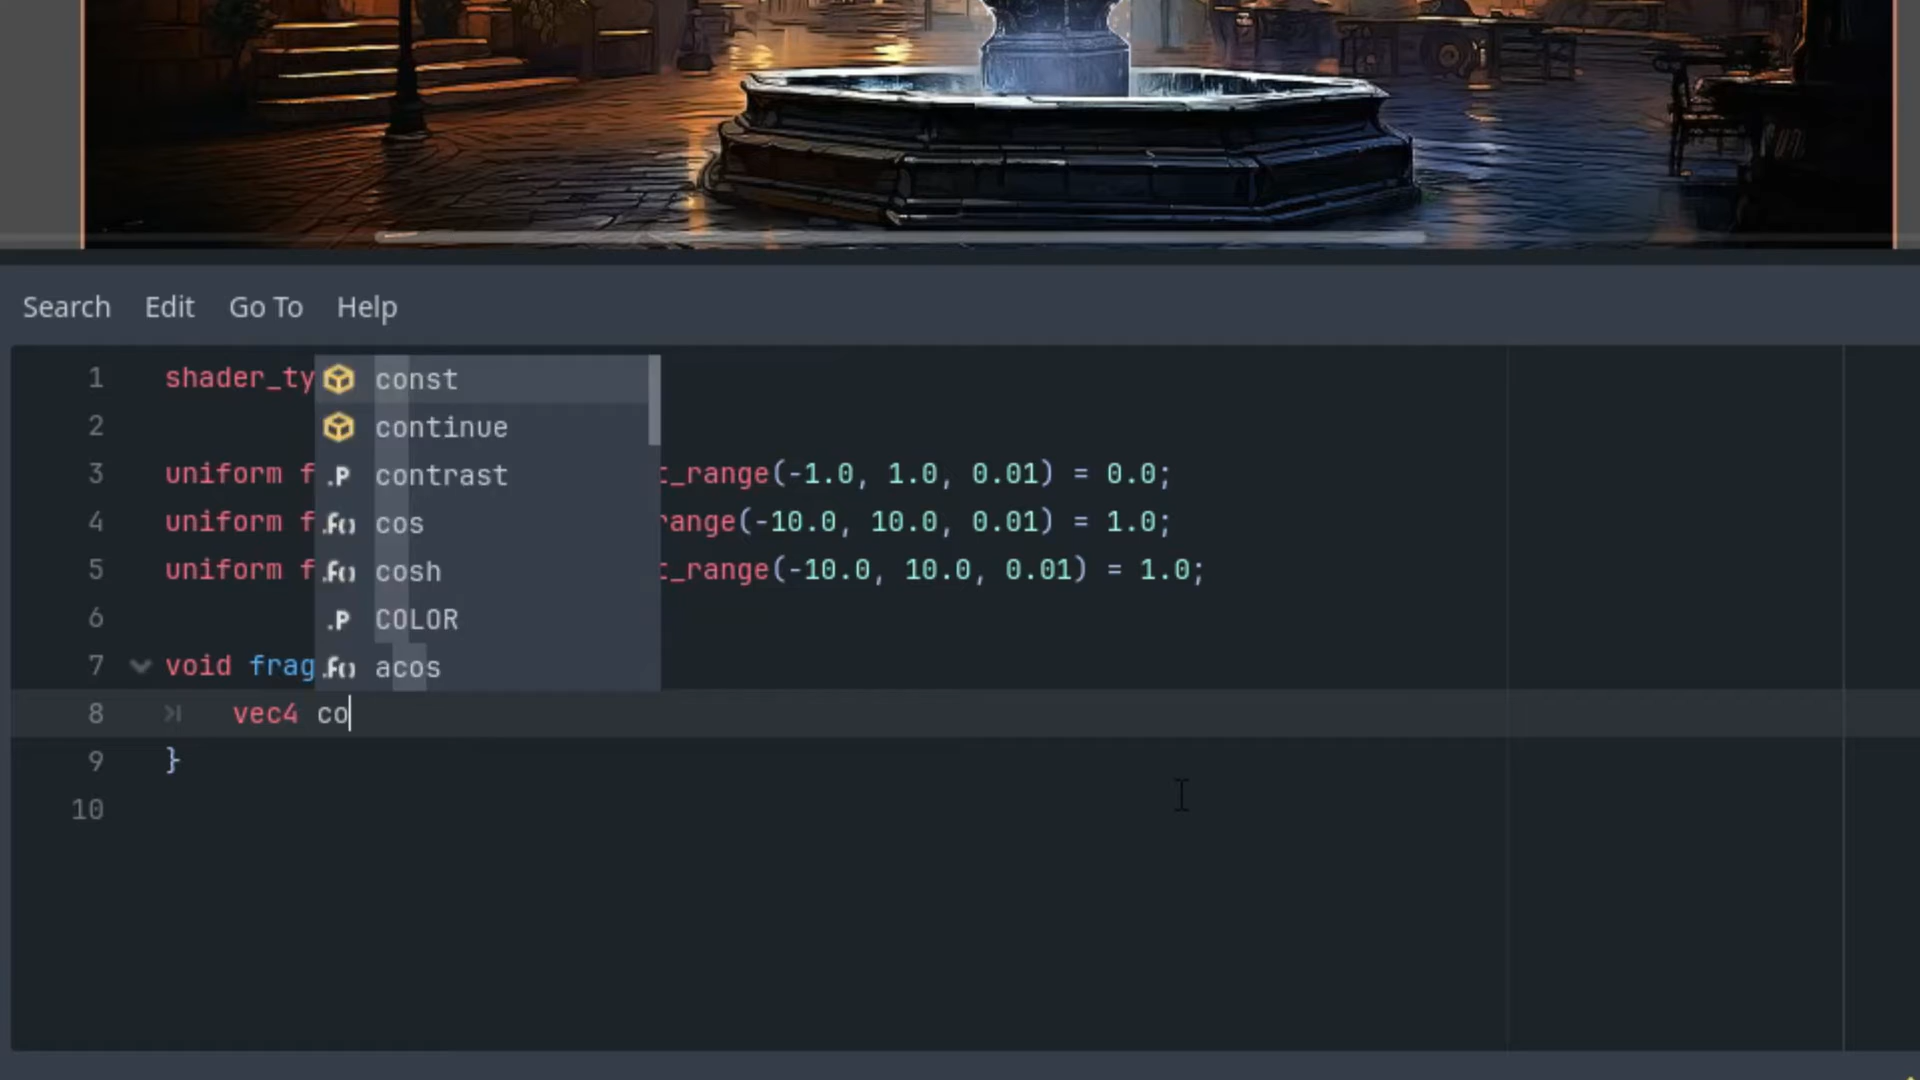 Search Edit Go To Help
1 shader_ty
2
3 uniform f t_range(-1.0, 1.0, 0.01) = 0.0;
4 uniform f range(-10.0, 10.0, 0.01) = 1.0;
5 uniform f t_range(-10.0, 10.0, 0.01) = 1.0;
6
7 void frag
8 vec4 co
9 }
10
const
continue
.P contrast
.F() cos
.F() cosh
.P COLOR
.F() acos